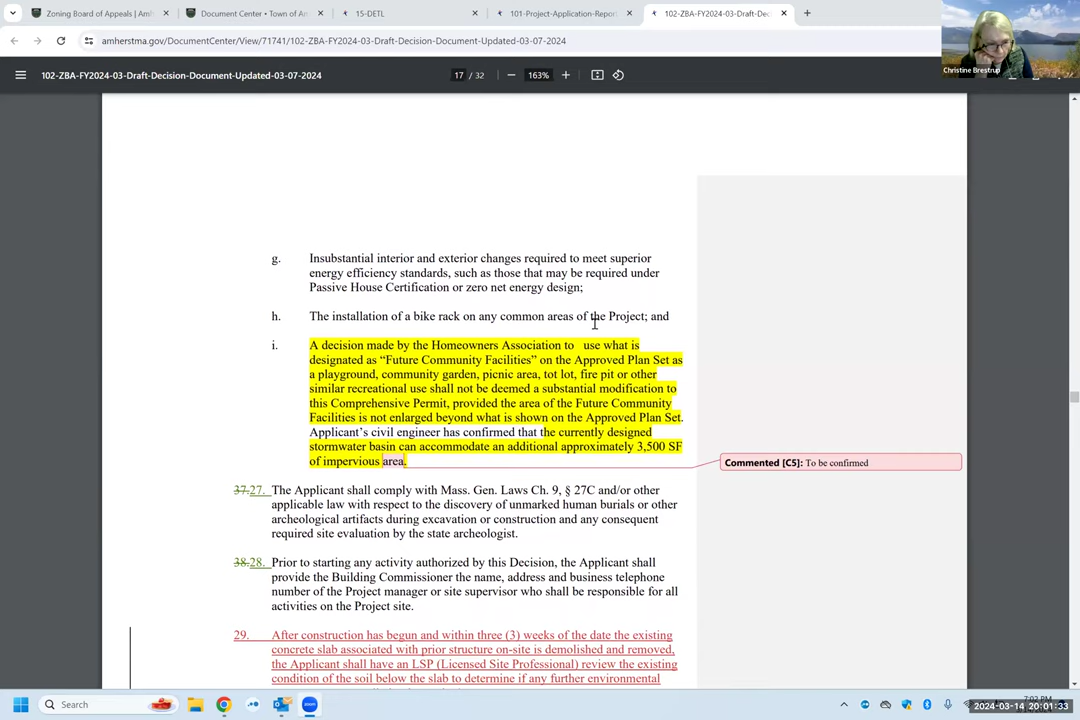 Zoning Board of Appeals | Amh
Document Center • Town of Am
15-DETL
101-Project-Application-Repor
102-ZBA-FY2024-03-Draft-Dec
amherstma.gov/DocumentCenter/View/71741/102-ZBA-FY2024-03-Draft-Decision-Document-Updated-03-07-2024
Christine Brestrup
102-ZBA-FY2024-03-Draft-Decision-Document-Updated-03-07-2024
17 / 32
163%
g. Insubstantial interior and exterior changes required to meet superior
energy efficiency standards, such as those that may be required under
Passive House Certification or zero net energy design;
h. The installation of a bike rack on any common areas of the Project; and
i. A decision made by the Homeowners Association to use what is
designated as “Future Community Facilities” on the Approved Plan Set as
a playground, community garden, picnic area, tot lot, fire pit or other
similar recreational use shall not be deemed a substantial modification to
this Comprehensive Permit, provided the area of the Future Community
Facilities is not enlarged beyond what is shown on the Approved Plan Set.
Applicant’s civil engineer has confirmed that the currently designed
stormwater basin can accommodate an additional approximately 3,500 SF
of impervious area.
Commented [C5]: To be confirmed
37.27. The Applicant shall comply with Mass. Gen. Laws Ch. 9, § 27C and/or other
applicable law with respect to the discovery of unmarked human burials or other
archeological artifacts during excavation or construction and any consequent
required site evaluation by the state archeologist.
38.28. Prior to starting any activity authorized by this Decision, the Applicant shall
provide the Building Commissioner the name, address and business telephone
number of the Project manager or site supervisor who shall be responsible for all
activities on the Project site.
29. After construction has begun and within three (3) weeks of the date the existing
concrete slab associated with prior structure on-site is demolished and removed,
the Applicant shall have an LSP (Licensed Site Professional) review the existing
condition of the soil below the slab to determine if any further environmental
Search
zoom
2024-03-14 20:01:33